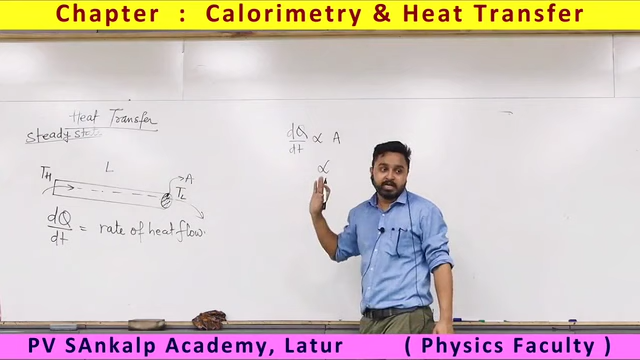 Chapter : Calorimetry & Heat Transfer
Heat Transfer
Steady state
L
T_H
A
T_L
dQ/dt = rate of heat flow.
dQ/dt ∝ A
∝
PV SAnkalp Academy, Latur ( Physics Faculty )